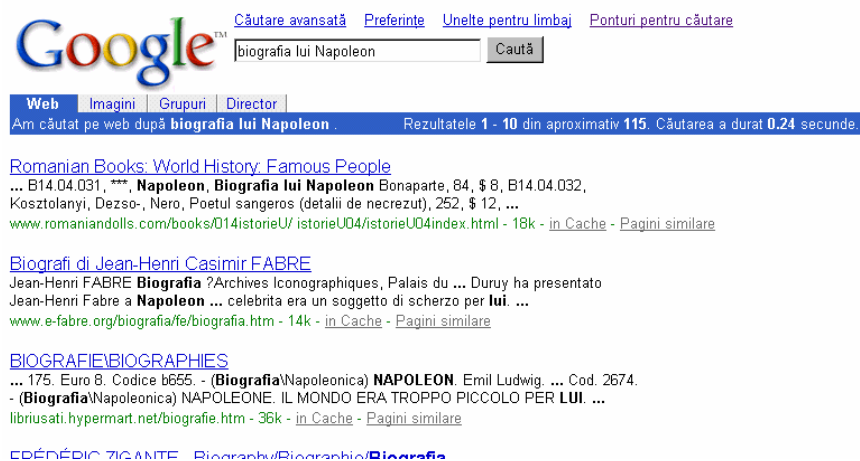 Google™
Căutare avansată Preferințe Unelte pentru limbaj Ponturi pentru căutare
biografia lui Napoleon Caută
Web Imagini Grupuri Director
Am căutat pe web după biografia lui Napoleon . Rezultatele 1 - 10 din aproximativ 115. Căutarea a durat 0.24 secunde.
Romanian Books: World History: Famous People
... B14.04.031, ***, Napoleon, Biografia lui Napoleon Bonaparte, 84, $ 8, B14.04.032,
Kosztolanyi, Dezso-, Nero, Poetul sangeros (detalii de necrezut), 252, $ 12, ...
www.romaniandolls.com/books/014istorieU/ istorieU04/istorieU04index.html - 18k - in Cache - Pagini similare
Biografi di Jean-Henri Casimir FABRE
Jean-Henri FABRE Biografia ?Archives Iconographiques, Palais du ... Duruy ha presentato
Jean-Henri Fabre a Napoleon ... celebrita era un soggetto di scherzo per lui. ...
www.e-fabre.org/biografia/fe/biografia.htm - 14k - in Cache - Pagini similare
BIOGRAFIE\BIOGRAPHIES
... 175. Euro 8. Codice b655. - (Biografia\Napoleonica) NAPOLEON. Emil Ludwig. ... Cod. 2674.
- (Biografia\Napoleonica) NAPOLEONE. IL MONDO ERA TROPPO PICCOLO PER LUI. ...
libriusati.hypermart.net/biografie.htm - 36k - in Cache - Pagini similare
FRÉDÉRIC ZIGANTE - Biography/Biographie/Biografia